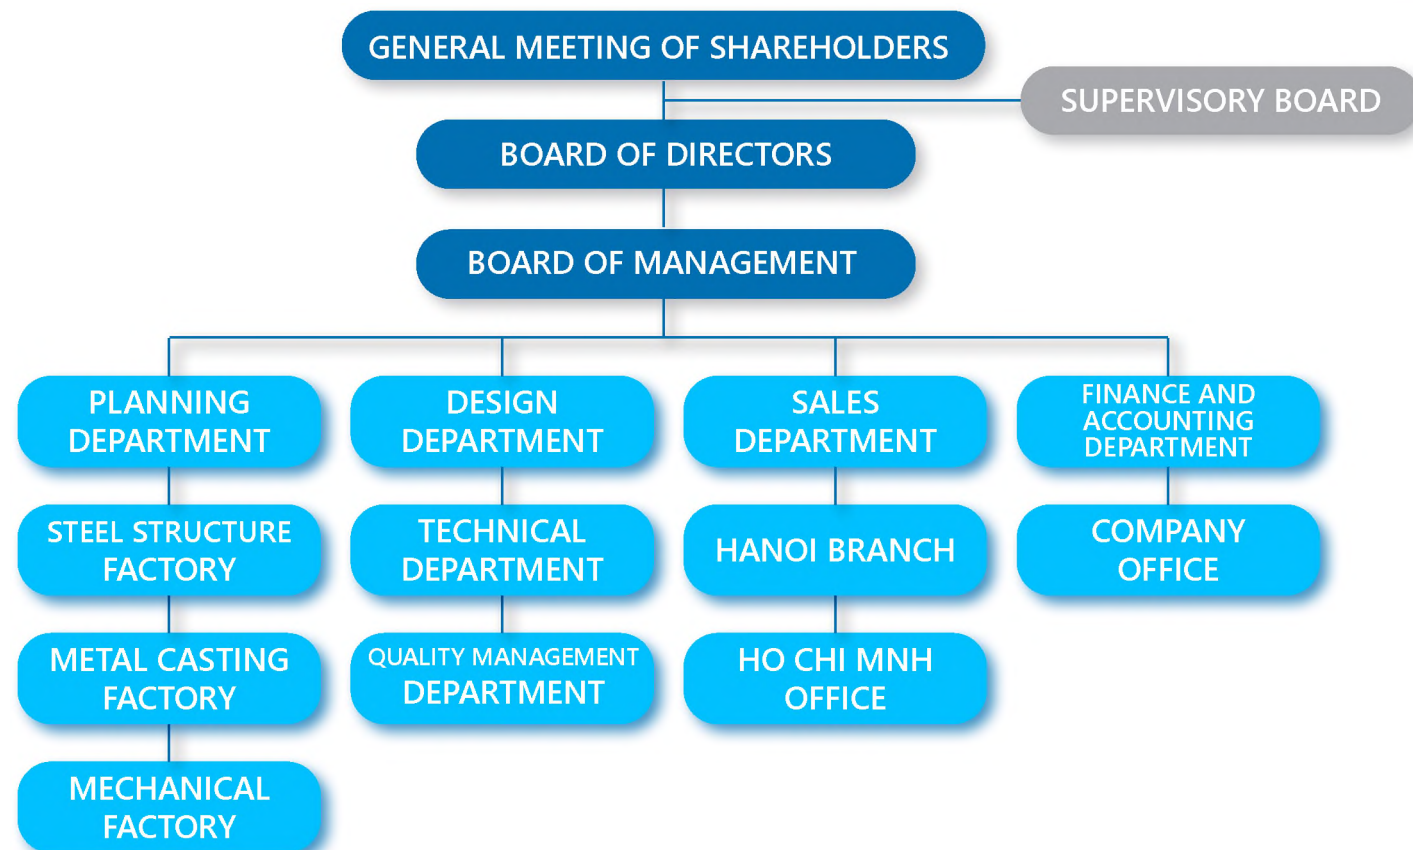 GENERAL MEETING OF SHAREHOLDERS
SUPERVISORY BOARD
BOARD OF DIRECTORS
BOARD OF MANAGEMENT
PLANNING
DEPARTMENT
DESIGN
DEPARTMENT
SALES
DEPARTMENT
FINANCE AND
ACCOUNTING
DEPARTMENT
STEEL STRUCTURE
FACTORY
TECHNICAL
DEPARTMENT
HANOI BRANCH
COMPANY
OFFICE
METAL CASTING
FACTORY
QUALITY MANAGEMENT
DEPARTMENT
HO CHI MNH
OFFICE
MECHANICAL
FACTORY